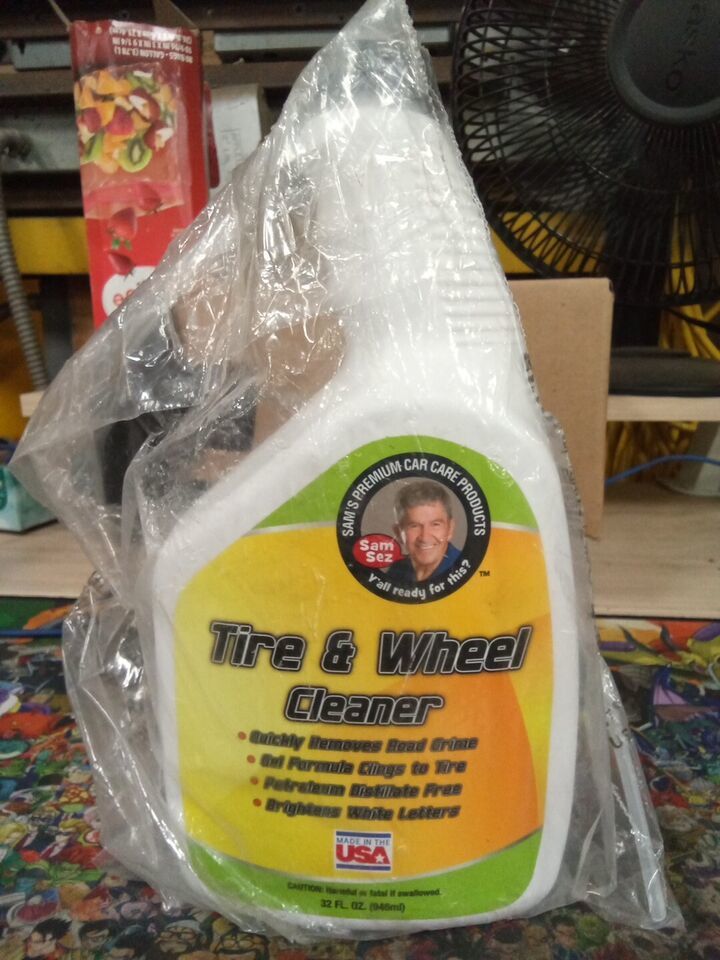 SAM'S PREMIUM CAR CARE PRODUCTS
Sam
Sez
Y'all ready for this?
TM
Tire & Wheel
Cleaner
• Quickly Removes Road Grime
• Gel Formula Clings to Tire
• Petroleum Distillate Free
• Brightens White Letters
MADE IN THE
USA
CAUTION: Harmful or fatal if swallowed.
32 FL. OZ. (946ml)